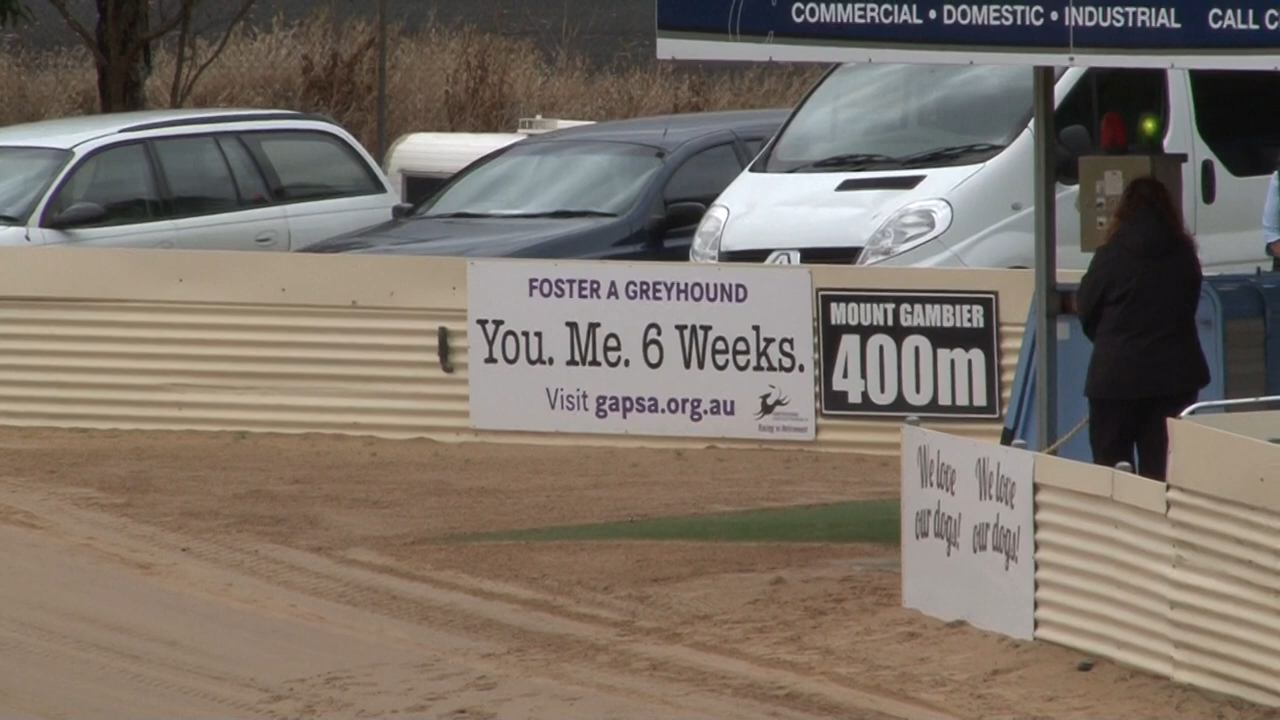 COMMERCIAL • DOMESTIC • INDUSTRIAL CALL
FOSTER A GREYHOUND
You. Me. 6 Weeks.
Visit gapsa.org.au
MOUNT GAMBIER
400m
We love
our dogs!
We love
our dogs!